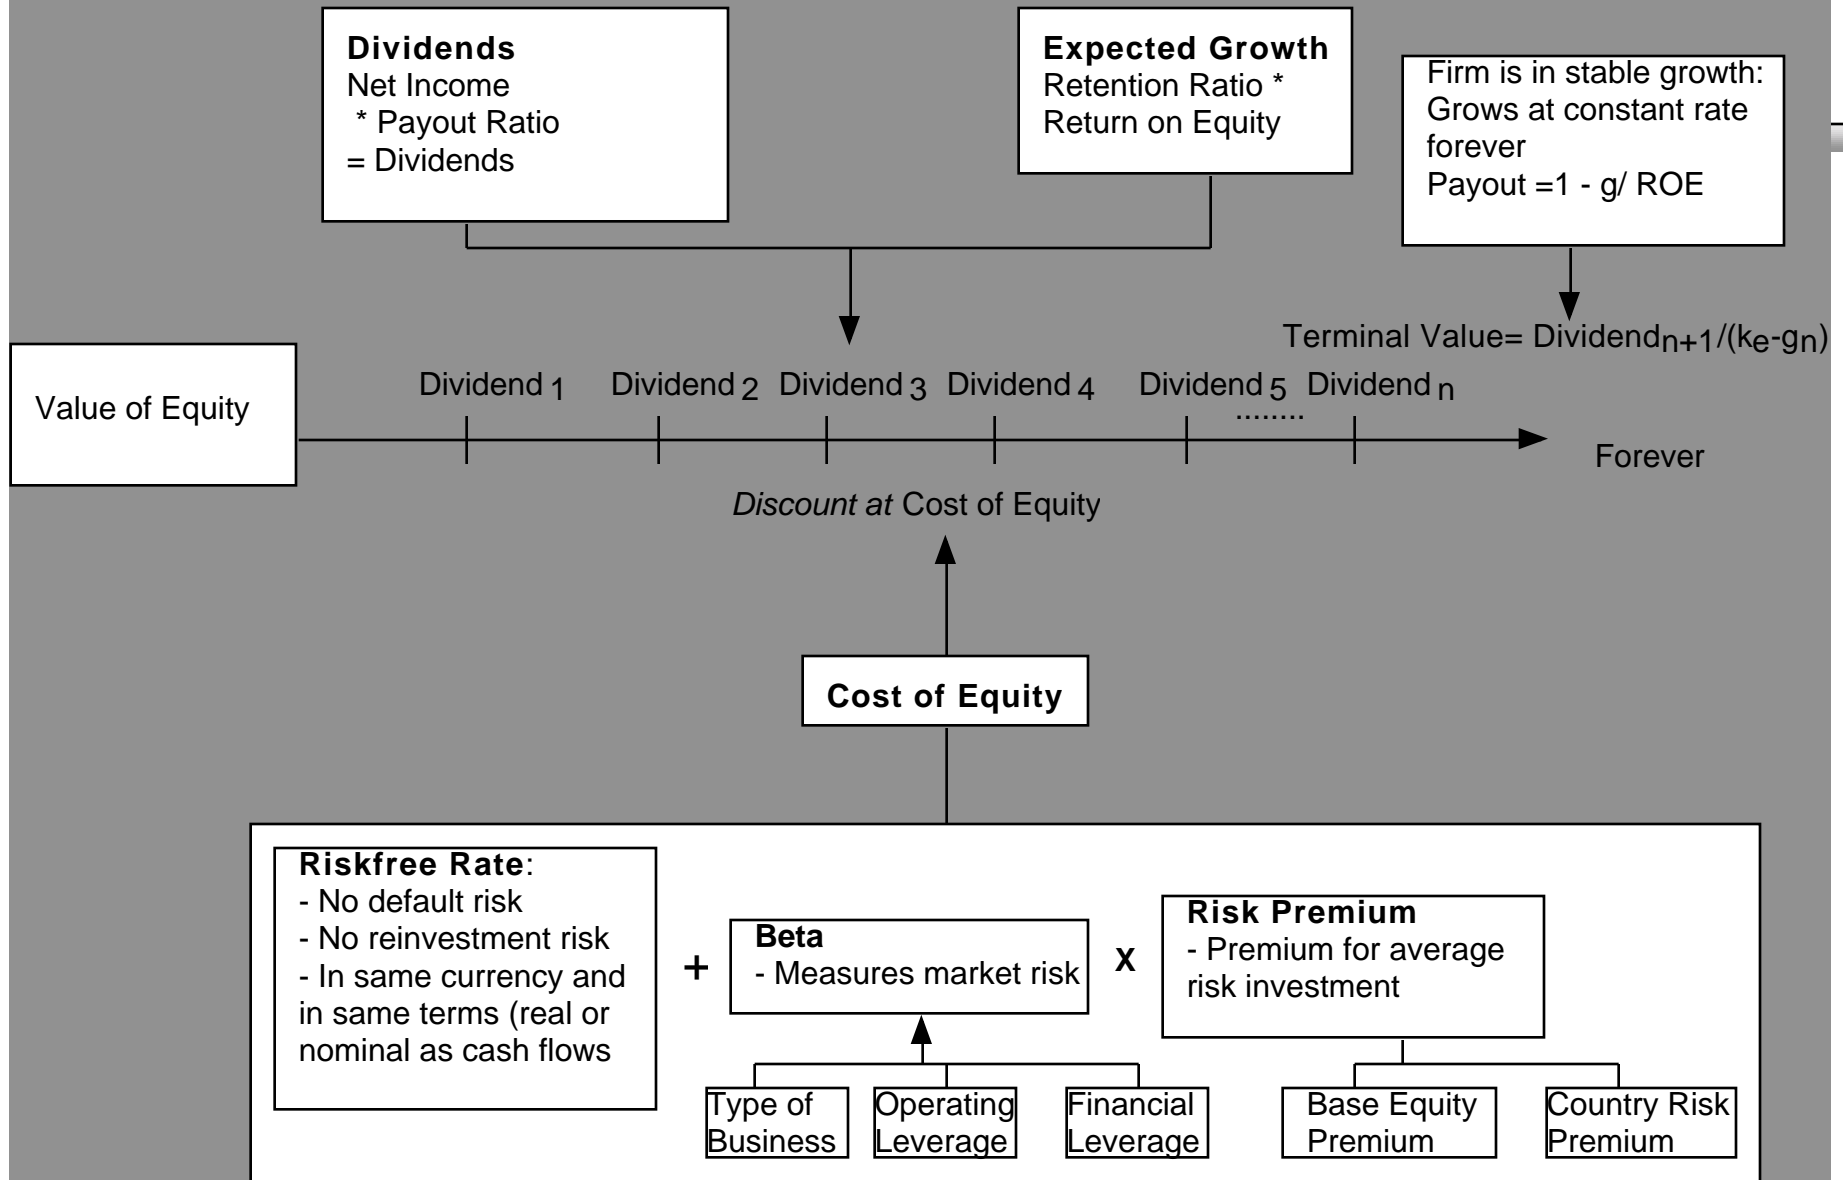 Dividends
Net Income
* Payout Ratio
= Dividends
Expected Growth
Retention Ratio *
Return on Equity
Firm is in stable growth:
Grows at constant rate
forever
Payout =1 - g/ ROE
Terminal Value= Dividendn+1/(ke-gn)
Value of Equity
Dividend 1 Dividend 2 Dividend 3 Dividend 4 Dividend 5 Dividend n
........
Forever
Discount at Cost of Equity
Cost of Equity
Riskfree Rate:
- No default risk
- No reinvestment risk
- In same currency and
in same terms (real or
nominal as cash flows
+
Beta
- Measures market risk
X
Risk Premium
- Premium for average
risk investment
Type of
Business
Operating
Leverage
Financial
Leverage
Base Equity
Premium
Country Risk
Premium